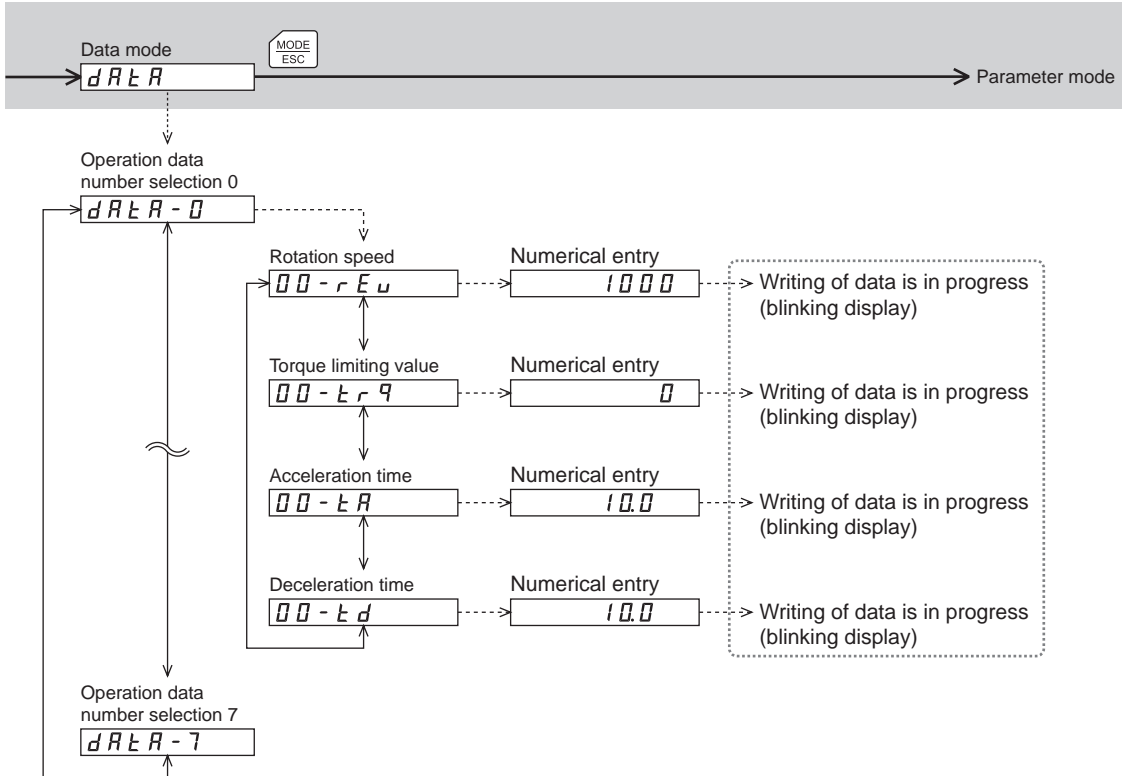 Data mode
MODE
ESC
dAtA
Parameter mode
Operation data
number selection 0
dAtA-0
Rotation speed
00-rEv
Numerical entry
1000
Writing of data is in progress
(blinking display)
Torque limiting value
00-trq
Numerical entry
0
Writing of data is in progress
(blinking display)
Acceleration time
00-tA
Numerical entry
10.0
Writing of data is in progress
(blinking display)
Deceleration time
00-td
Numerical entry
10.0
Writing of data is in progress
(blinking display)
Operation data
number selection 7
dAtA-7